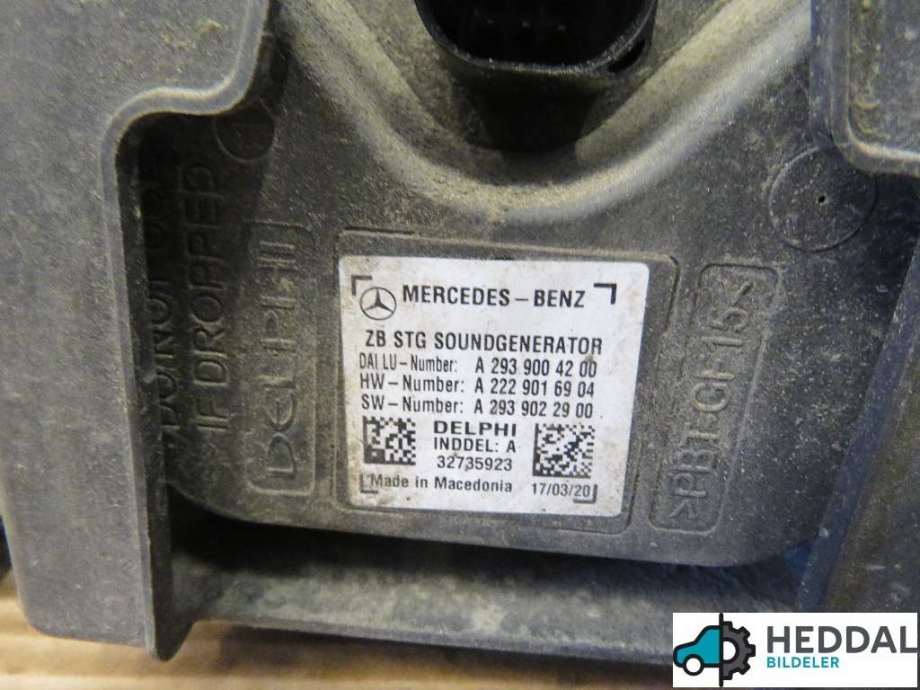 MERCEDES-BENZ
ZB STG SOUNDGENERATOR
DAI LU-Number: A 293 900 42 00
HW-Number: A 222 901 69 04
SW-Number: A 293 902 29 00
DELPHI
INDDEL: A
32735923
Made in Macedonia 17/03/20
IF DROPPED
DELPHI
HEDDAL
BILDELER